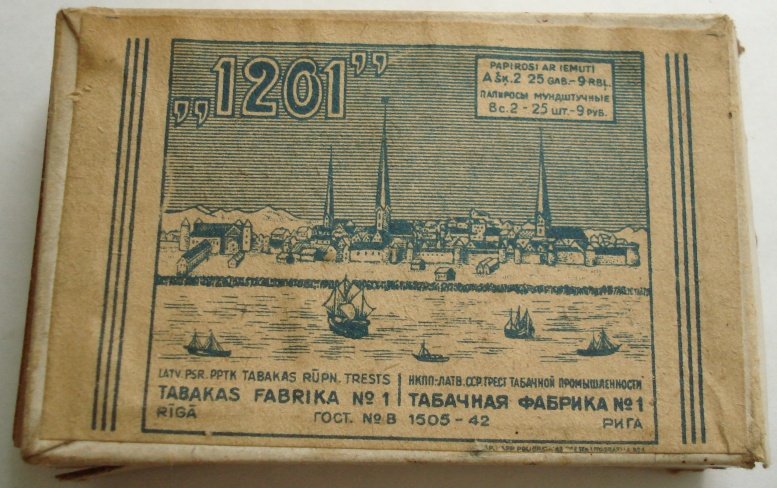 „1201”
PAPIROSI AR IEMUTI
A šķ. 2 25 GAB. - 9 RBĻ.
ПАПИРОСЫ МУНДШТУЧНЫЕ
В с. 2 - 25 ШТ. - 9 РУБ.
LATV PSR. PPTK TABAKAS RŪPN. TRESTS
TABAKAS FABRIKA № 1
RĪGĀ
НКПП-ЛАТВ. ССР ТРЕСТ ТАБАЧНОЙ ПРОМЫШЛЕННОСТИ
ТАБАЧНАЯ ФАБРИКА № 1
РИГА
ГОСТ. № В 1505-42